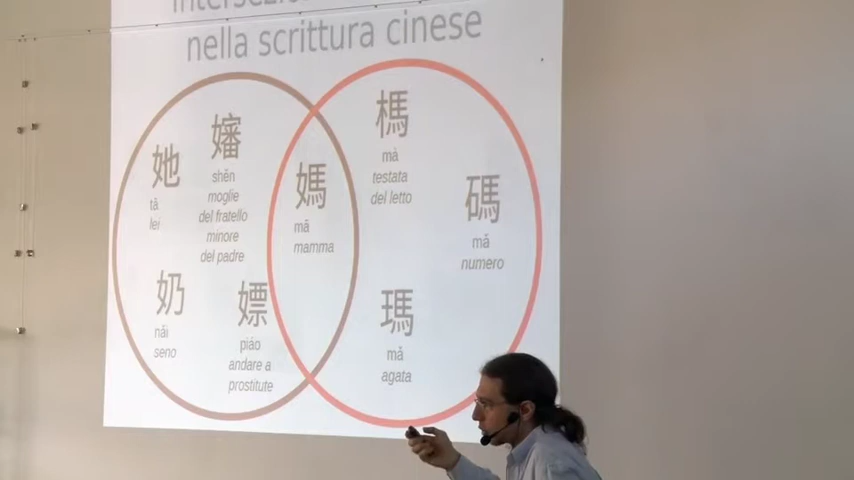 nella scrittura cinese
她
tā
lei
嬸
shěn
moglie
del fratello
minore
del padre
奶
nǎi
seno
嫖
piáo
andare a
prostitute
媽
mā
mamma
榪
mà
testata
del letto
碼
mǎ
numero
瑪
mǎ
agata